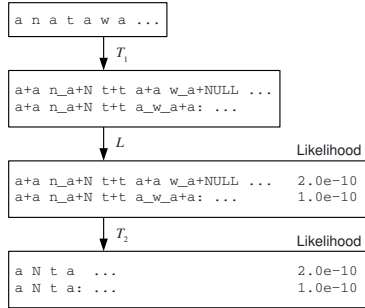 a n a t a w a ...
T1
a+a n_a+N t+t a+a w_a+NULL ...
a+a n_a+N t+t a_w_a+a: ...
L
Likelihood
a+a n_a+N t+t a+a w_a+NULL ... 2.0e-10
a+a n_a+N t+t a_w_a+a: ... 1.0e-10
T2
Likelihood
a N t a ... 2.0e-10
a N t a: ... 1.0e-10